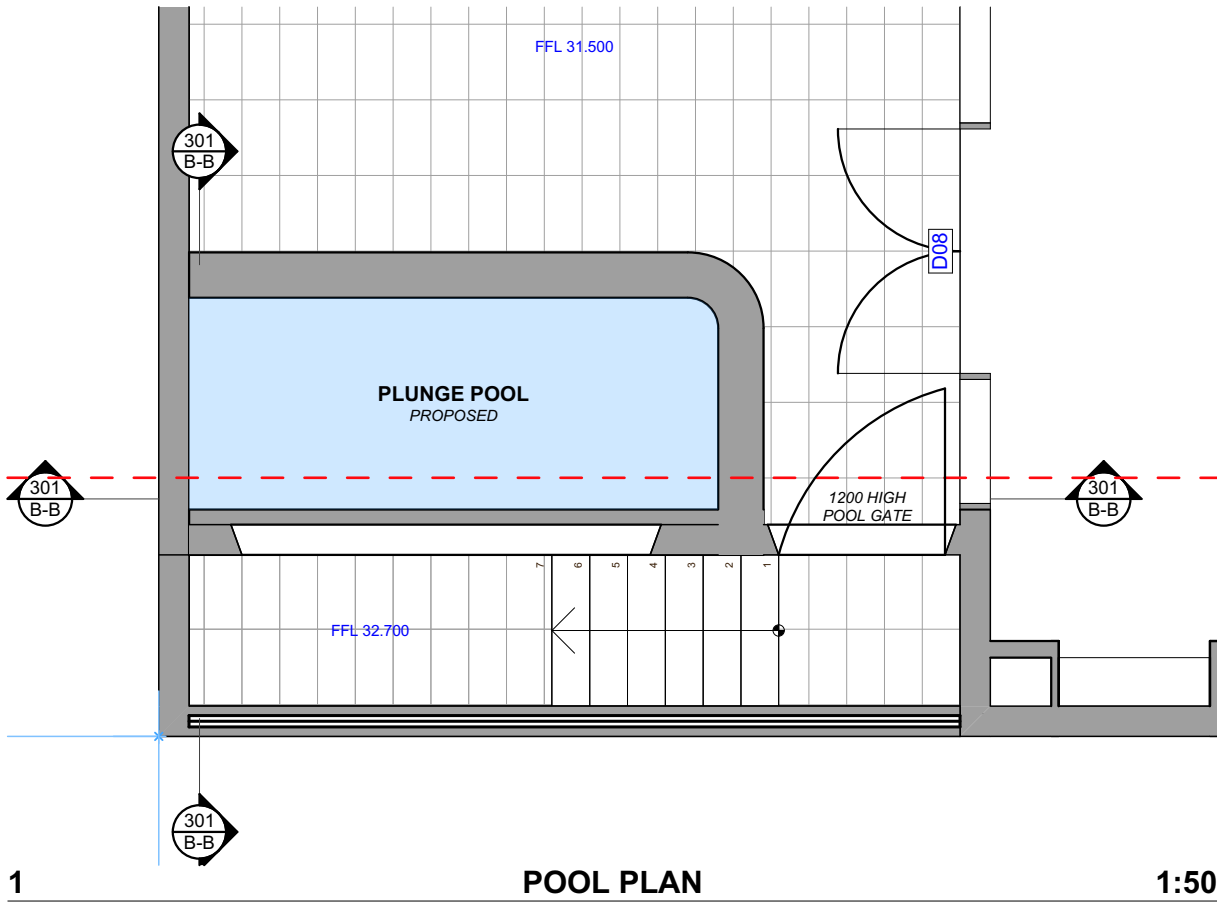 FFL 31.500
301
B-B
D08
PLUNGE POOL
PROPOSED
301
B-B
1200 HIGH
POOL GATE
301
B-B
7 6 5 4 3 2 1
FFL 32.700
301
B-B
1 POOL PLAN 1:50